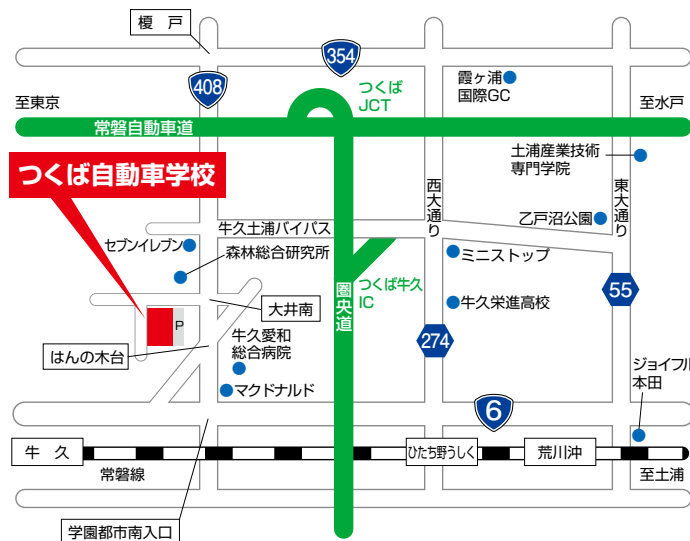 榎戸
354
408
つくば
JCT
霞ヶ浦
国際GC
至東京
至水戸
常磐自動車道
土浦産業技術
専門学院
つくば自動車学校
西大通り
東大通り
乙戸沼公園
牛久土浦バイパス
セブンイレブン
森林総合研究所
ミニストップ
つくば牛久
IC
圏央道
55
大井南
牛久栄進高校
P
はんの木台
牛久愛和
総合病院
274
ジョイフル
本田
マクドナルド
6
牛久
ひたち野うしく
荒川沖
常磐線
至土浦
学園都市南入口